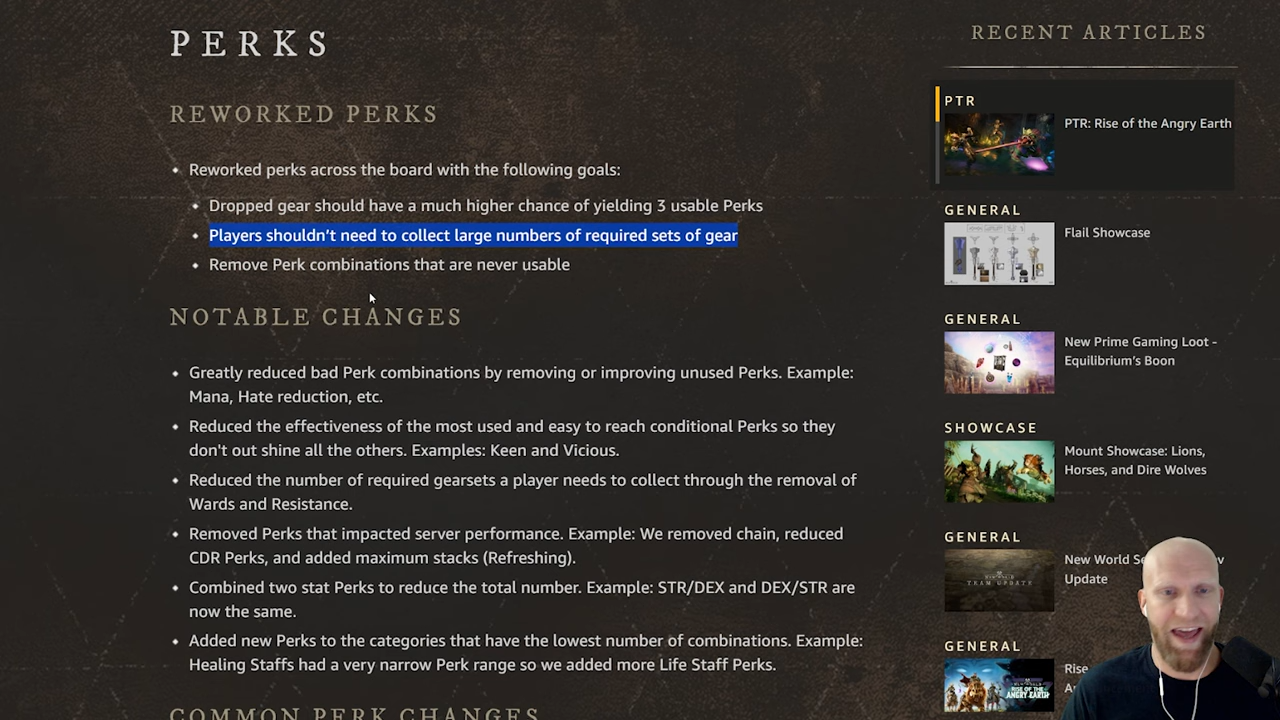 PERKS
REWORKED PERKS
Reworked perks across the board with the following goals:
Dropped gear should have a much higher chance of yielding 3 usable Perks
Players shouldn’t need to collect large numbers of required sets of gear
Remove Perk combinations that are never usable
NOTABLE CHANGES
Greatly reduced bad Perk combinations by removing or improving unused Perks. Example:
Mana, Hate reduction, etc.
Reduced the effectiveness of the most used and easy to reach conditional Perks so they
don't out shine all the others. Examples: Keen and Vicious.
Reduced the number of required gearsets a player needs to collect through the removal of
Wards and Resistance.
Removed Perks that impacted server performance. Example: We removed chain, reduced
CDR Perks, and added maximum stacks (Refreshing).
Combined two stat Perks to reduce the total number. Example: STR/DEX and DEX/STR are
now the same.
Added new Perks to the categories that have the lowest number of combinations. Example:
Healing Staffs had a very narrow Perk range so we added more Life Staff Perks.
COMMON PERK CHANGES
RECENT ARTICLES
PTR
PTR: Rise of the Angry Earth
GENERAL
Flail Showcase
GENERAL
New Prime Gaming Loot -
Equilibrium’s Boon
SHOWCASE
Mount Showcase: Lions,
Horses, and Dire Wolves
GENERAL
TEAM UPDATE
New World
Update
GENERAL
RISE OF THE
ANGRY EARTH
Rise